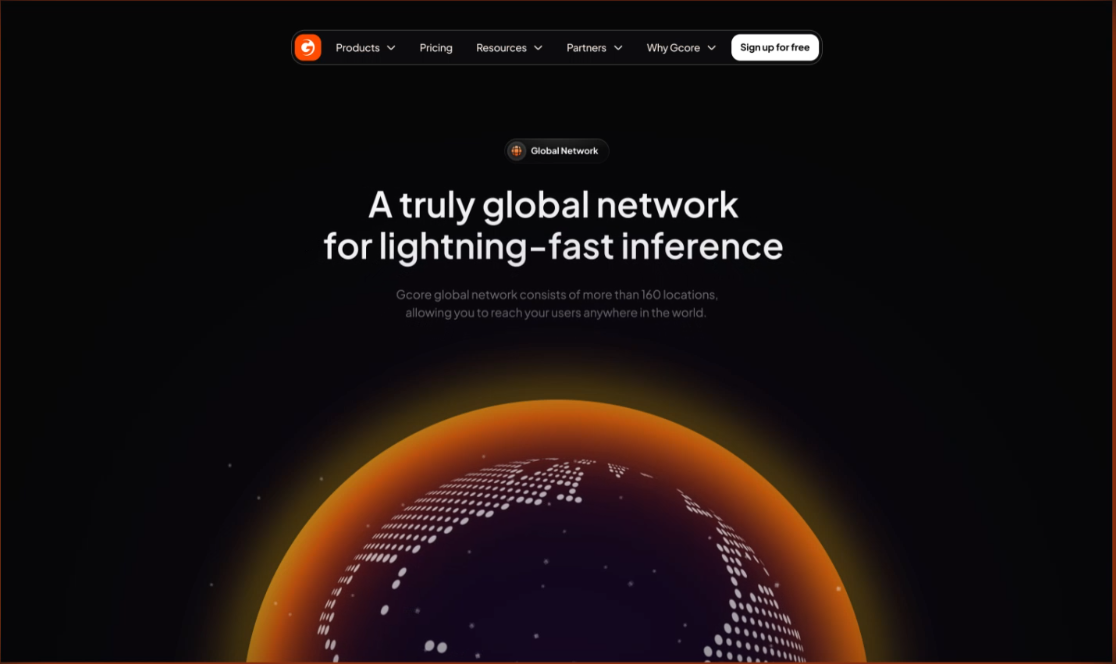 Products
Pricing
Resources
Partners
Why Gcore
Sign up for free
Global Network
A truly global network
for lightning-fast inference
Gcore global network consists of more than 160 locations,
allowing you to reach your users anywhere in the world.